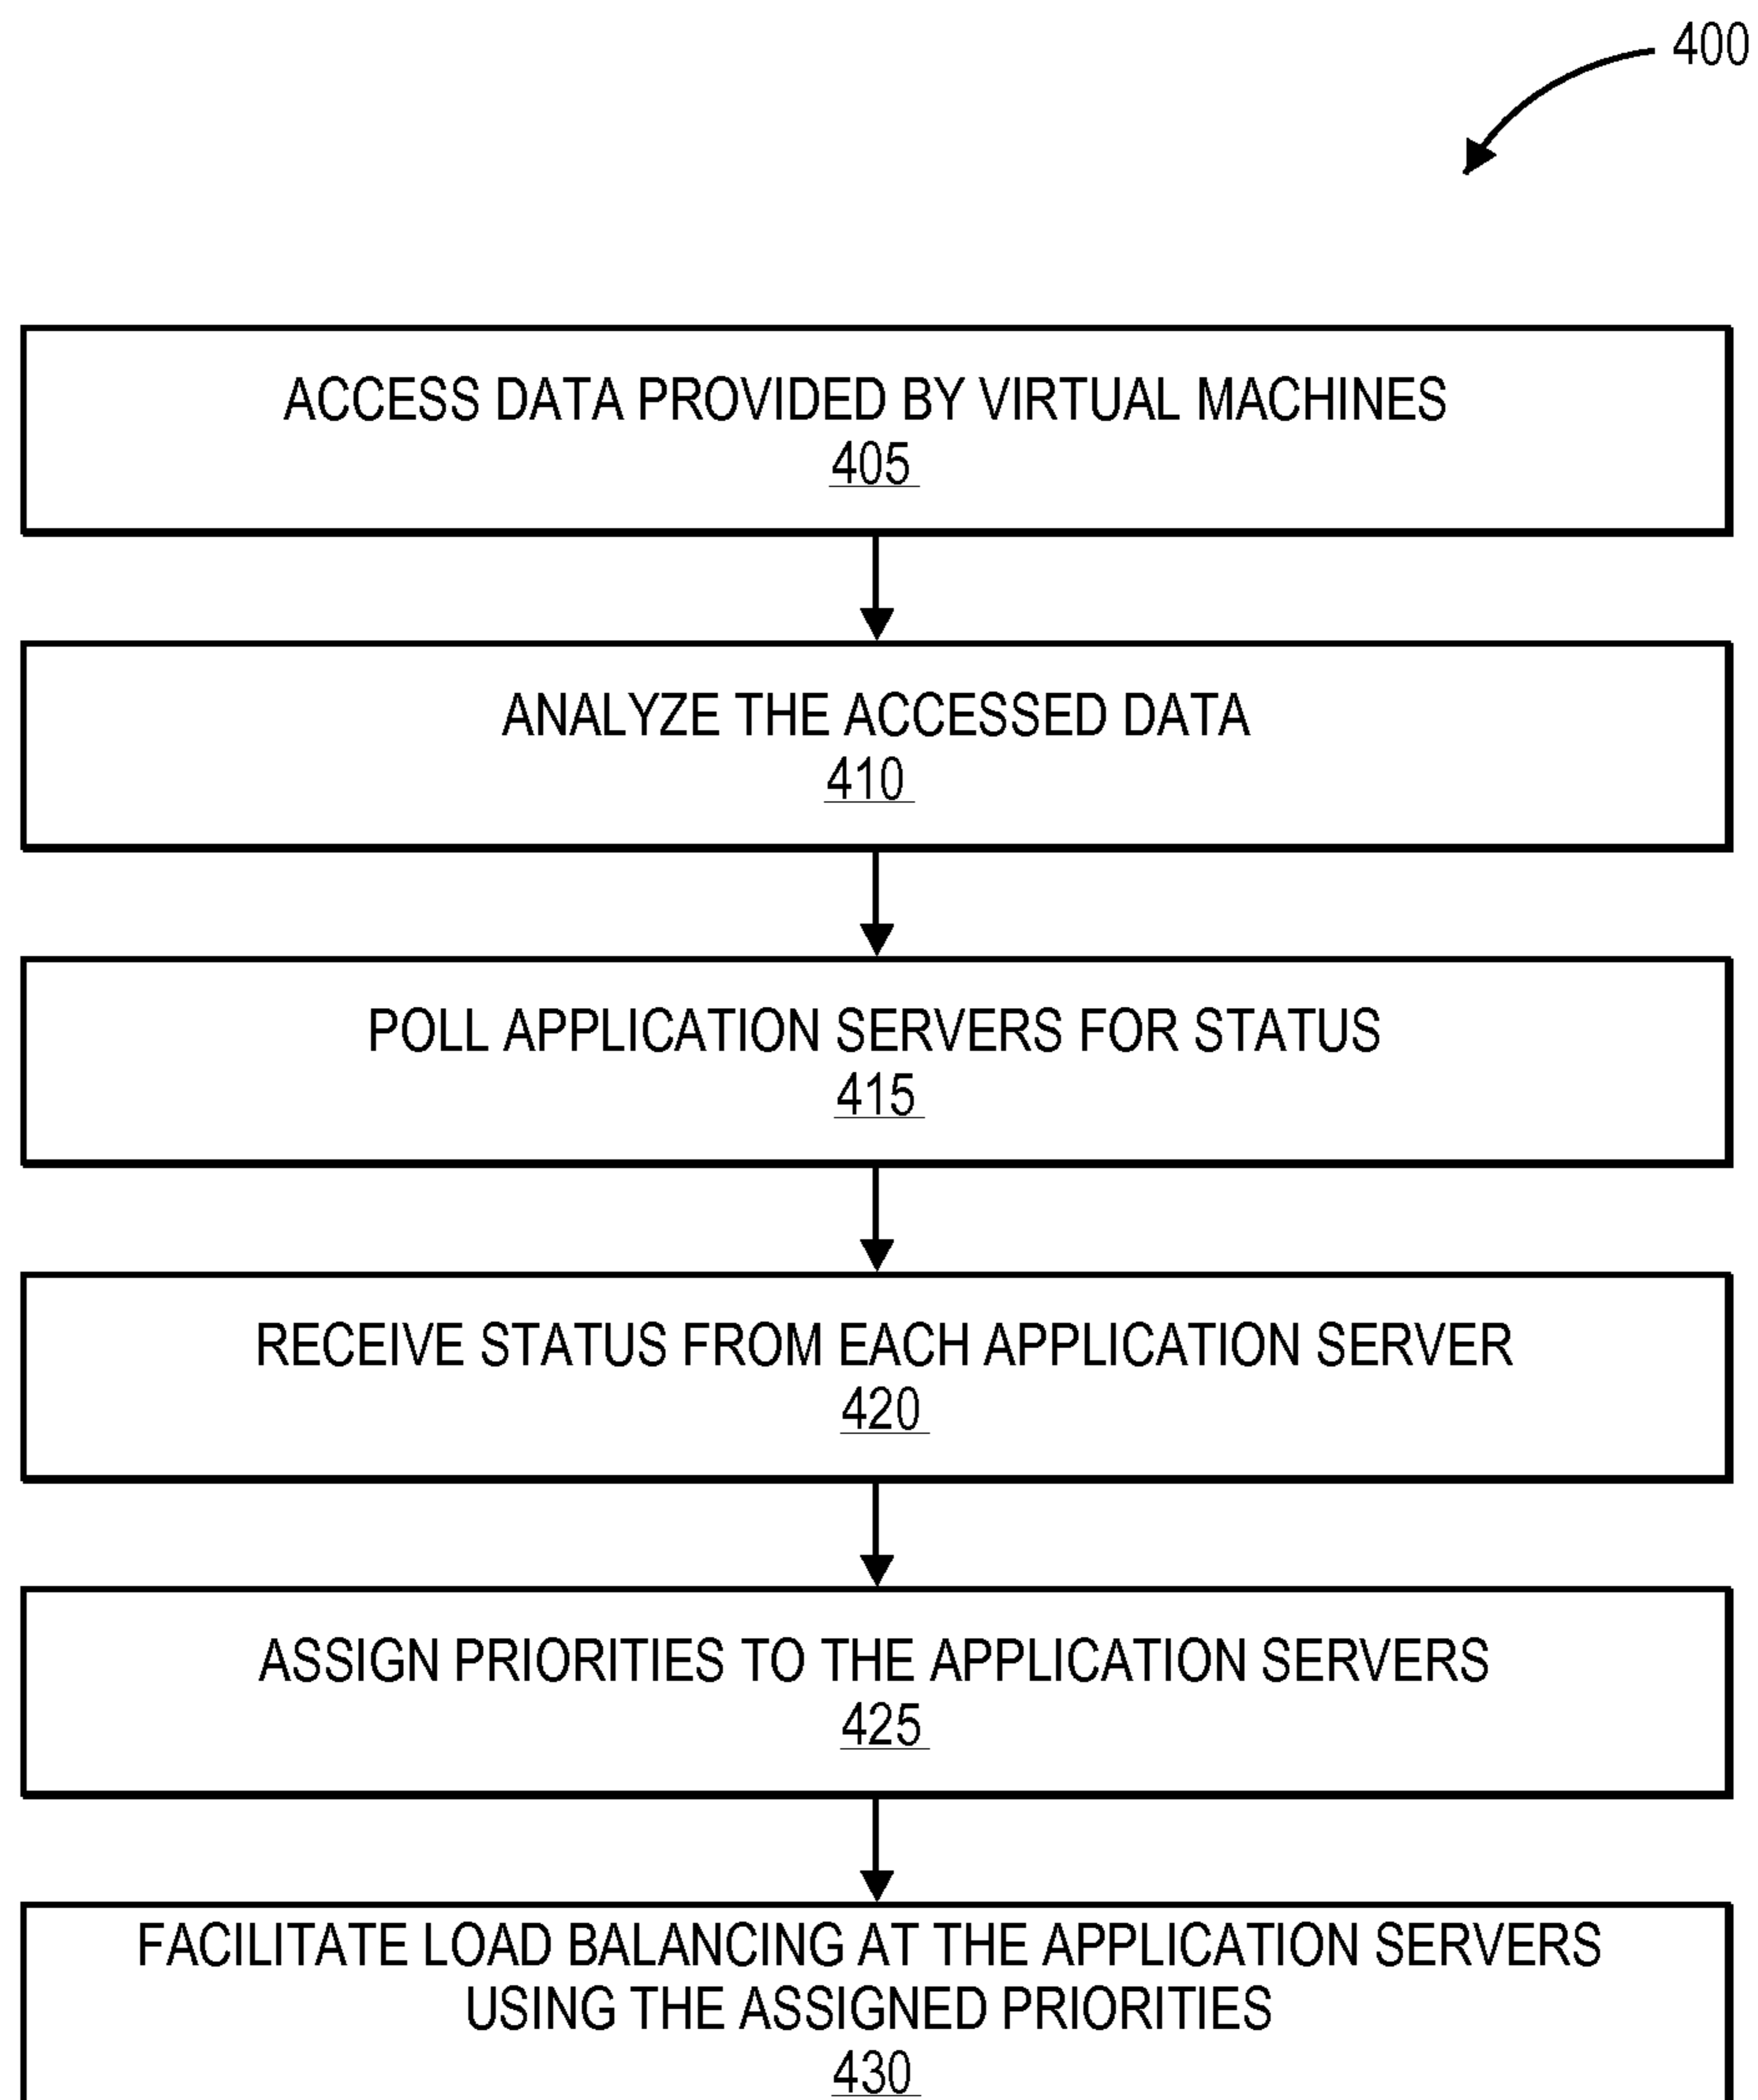 400
ACCESS DATA PROVIDED BY VIRTUAL MACHINES
405
ANALYZE THE ACCESSED DATA
410
POLL APPLICATION SERVERS FOR STATUS
415
RECEIVE STATUS FROM EACH APPLICATION SERVER
420
ASSIGN PRIORITIES TO THE APPLICATION SERVERS
425
FACILITATE LOAD BALANCING AT THE APPLICATION SERVERS
USING THE ASSIGNED PRIORITIES
430